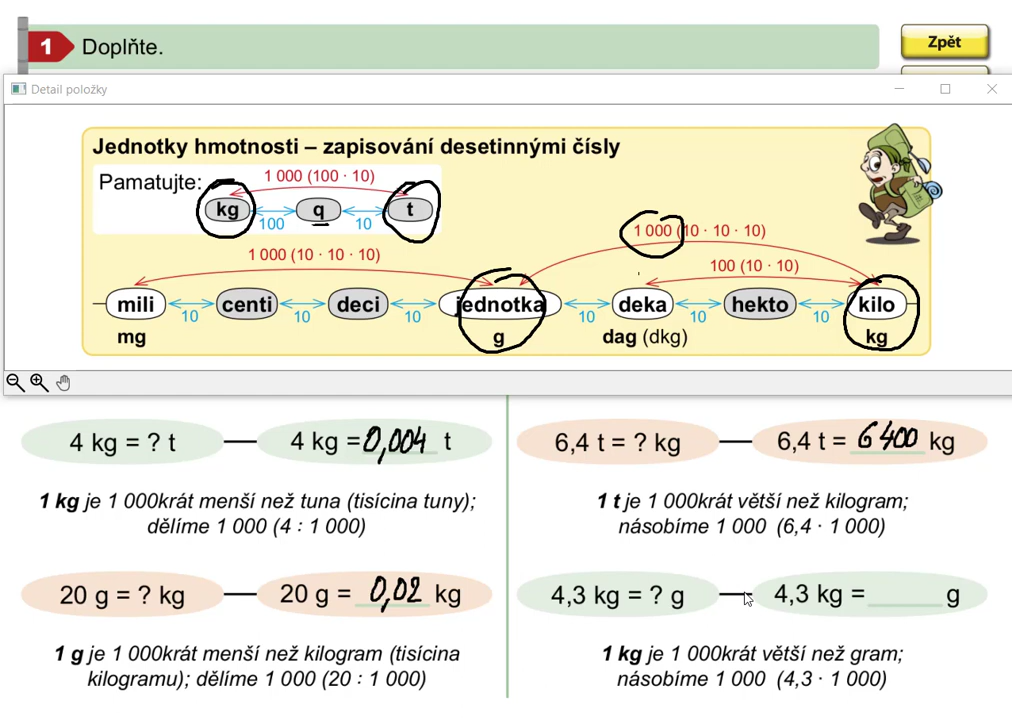 1 Doplňte.
Zpět
Detail položky
Jednotky hmotnosti – zapisování desetinnými čísly
Pamatujte:
1 000 (100 · 10)
kg q t
100 10
1 000 (10 · 10 · 10)
1 000 (10 · 10 · 10)
100 (10 · 10)
mili centi deci jednotka deka hekto kilo
10 10 10 10 10 10
mg g dag (dkg) kg
4 kg = ? t
4 kg = 0,004 t
1 kg je 1 000krát menší než tuna (tisícina tuny);
dělíme 1 000 (4 : 1 000)
6,4 t = ? kg
6,4 t = 6 400 kg
1 t je 1 000krát větší než kilogram;
násobíme 1 000 (6,4 · 1 000)
20 g = ? kg
20 g = 0,02 kg
1 g je 1 000krát menší než kilogram (tisícina
kilogramu); dělíme 1 000 (20 : 1 000)
4,3 kg = ? g
4,3 kg = ______ g
1 kg je 1 000krát větší než gram;
násobíme 1 000 (4,3 · 1 000)